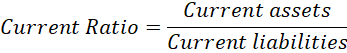 Current Ratio = Current assets / Current liabilities